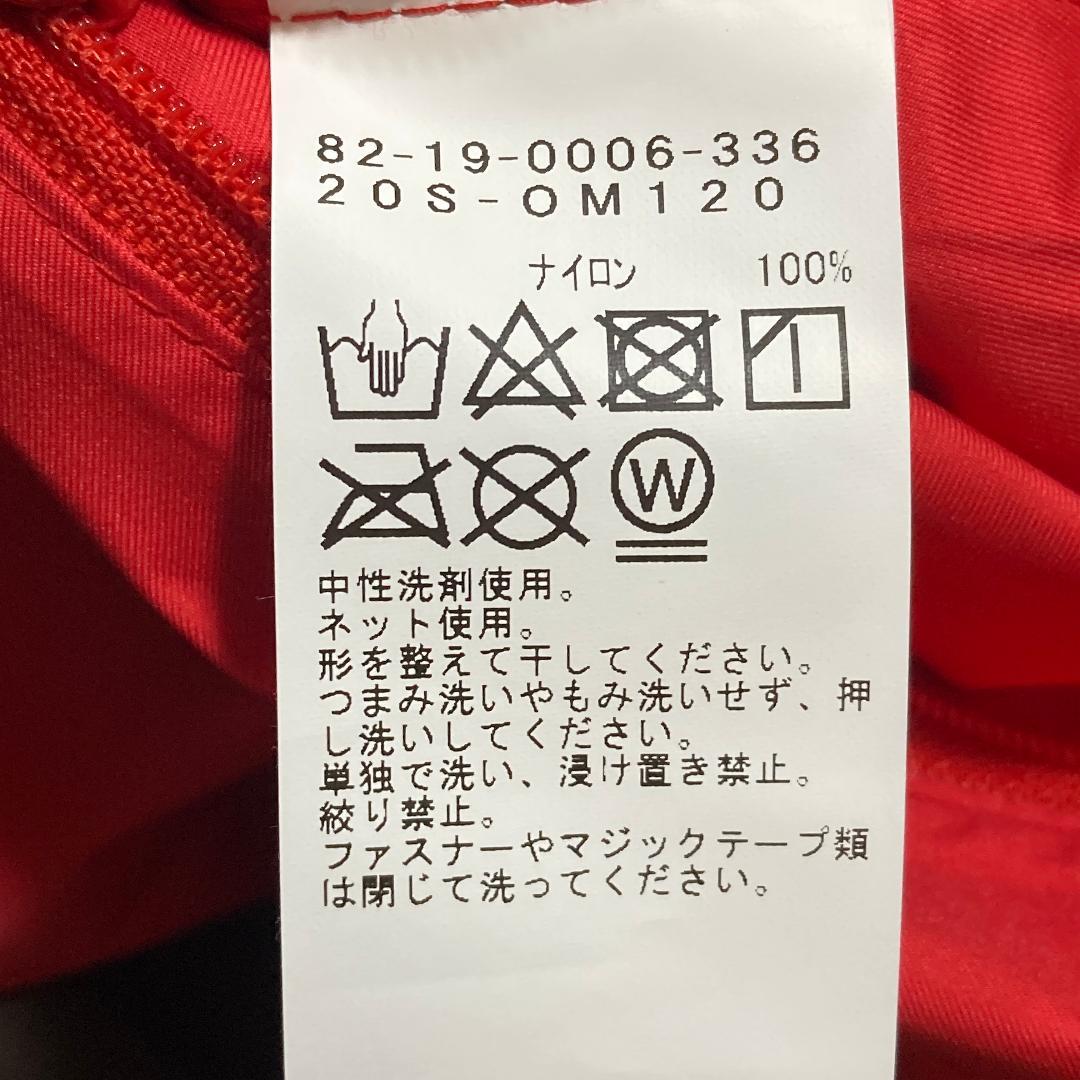 82-19-0006-336
20S-OM120
ナイロン 100%
W
中性洗剤使用。
ネット使用。
形を整えて干してください。
つまみ洗いやもみ洗いせず、押
し洗いしてください。
単独で洗い、浸け置き禁止。
絞り禁止。
ファスナーやマジックテープ類
は閉じて洗ってください。